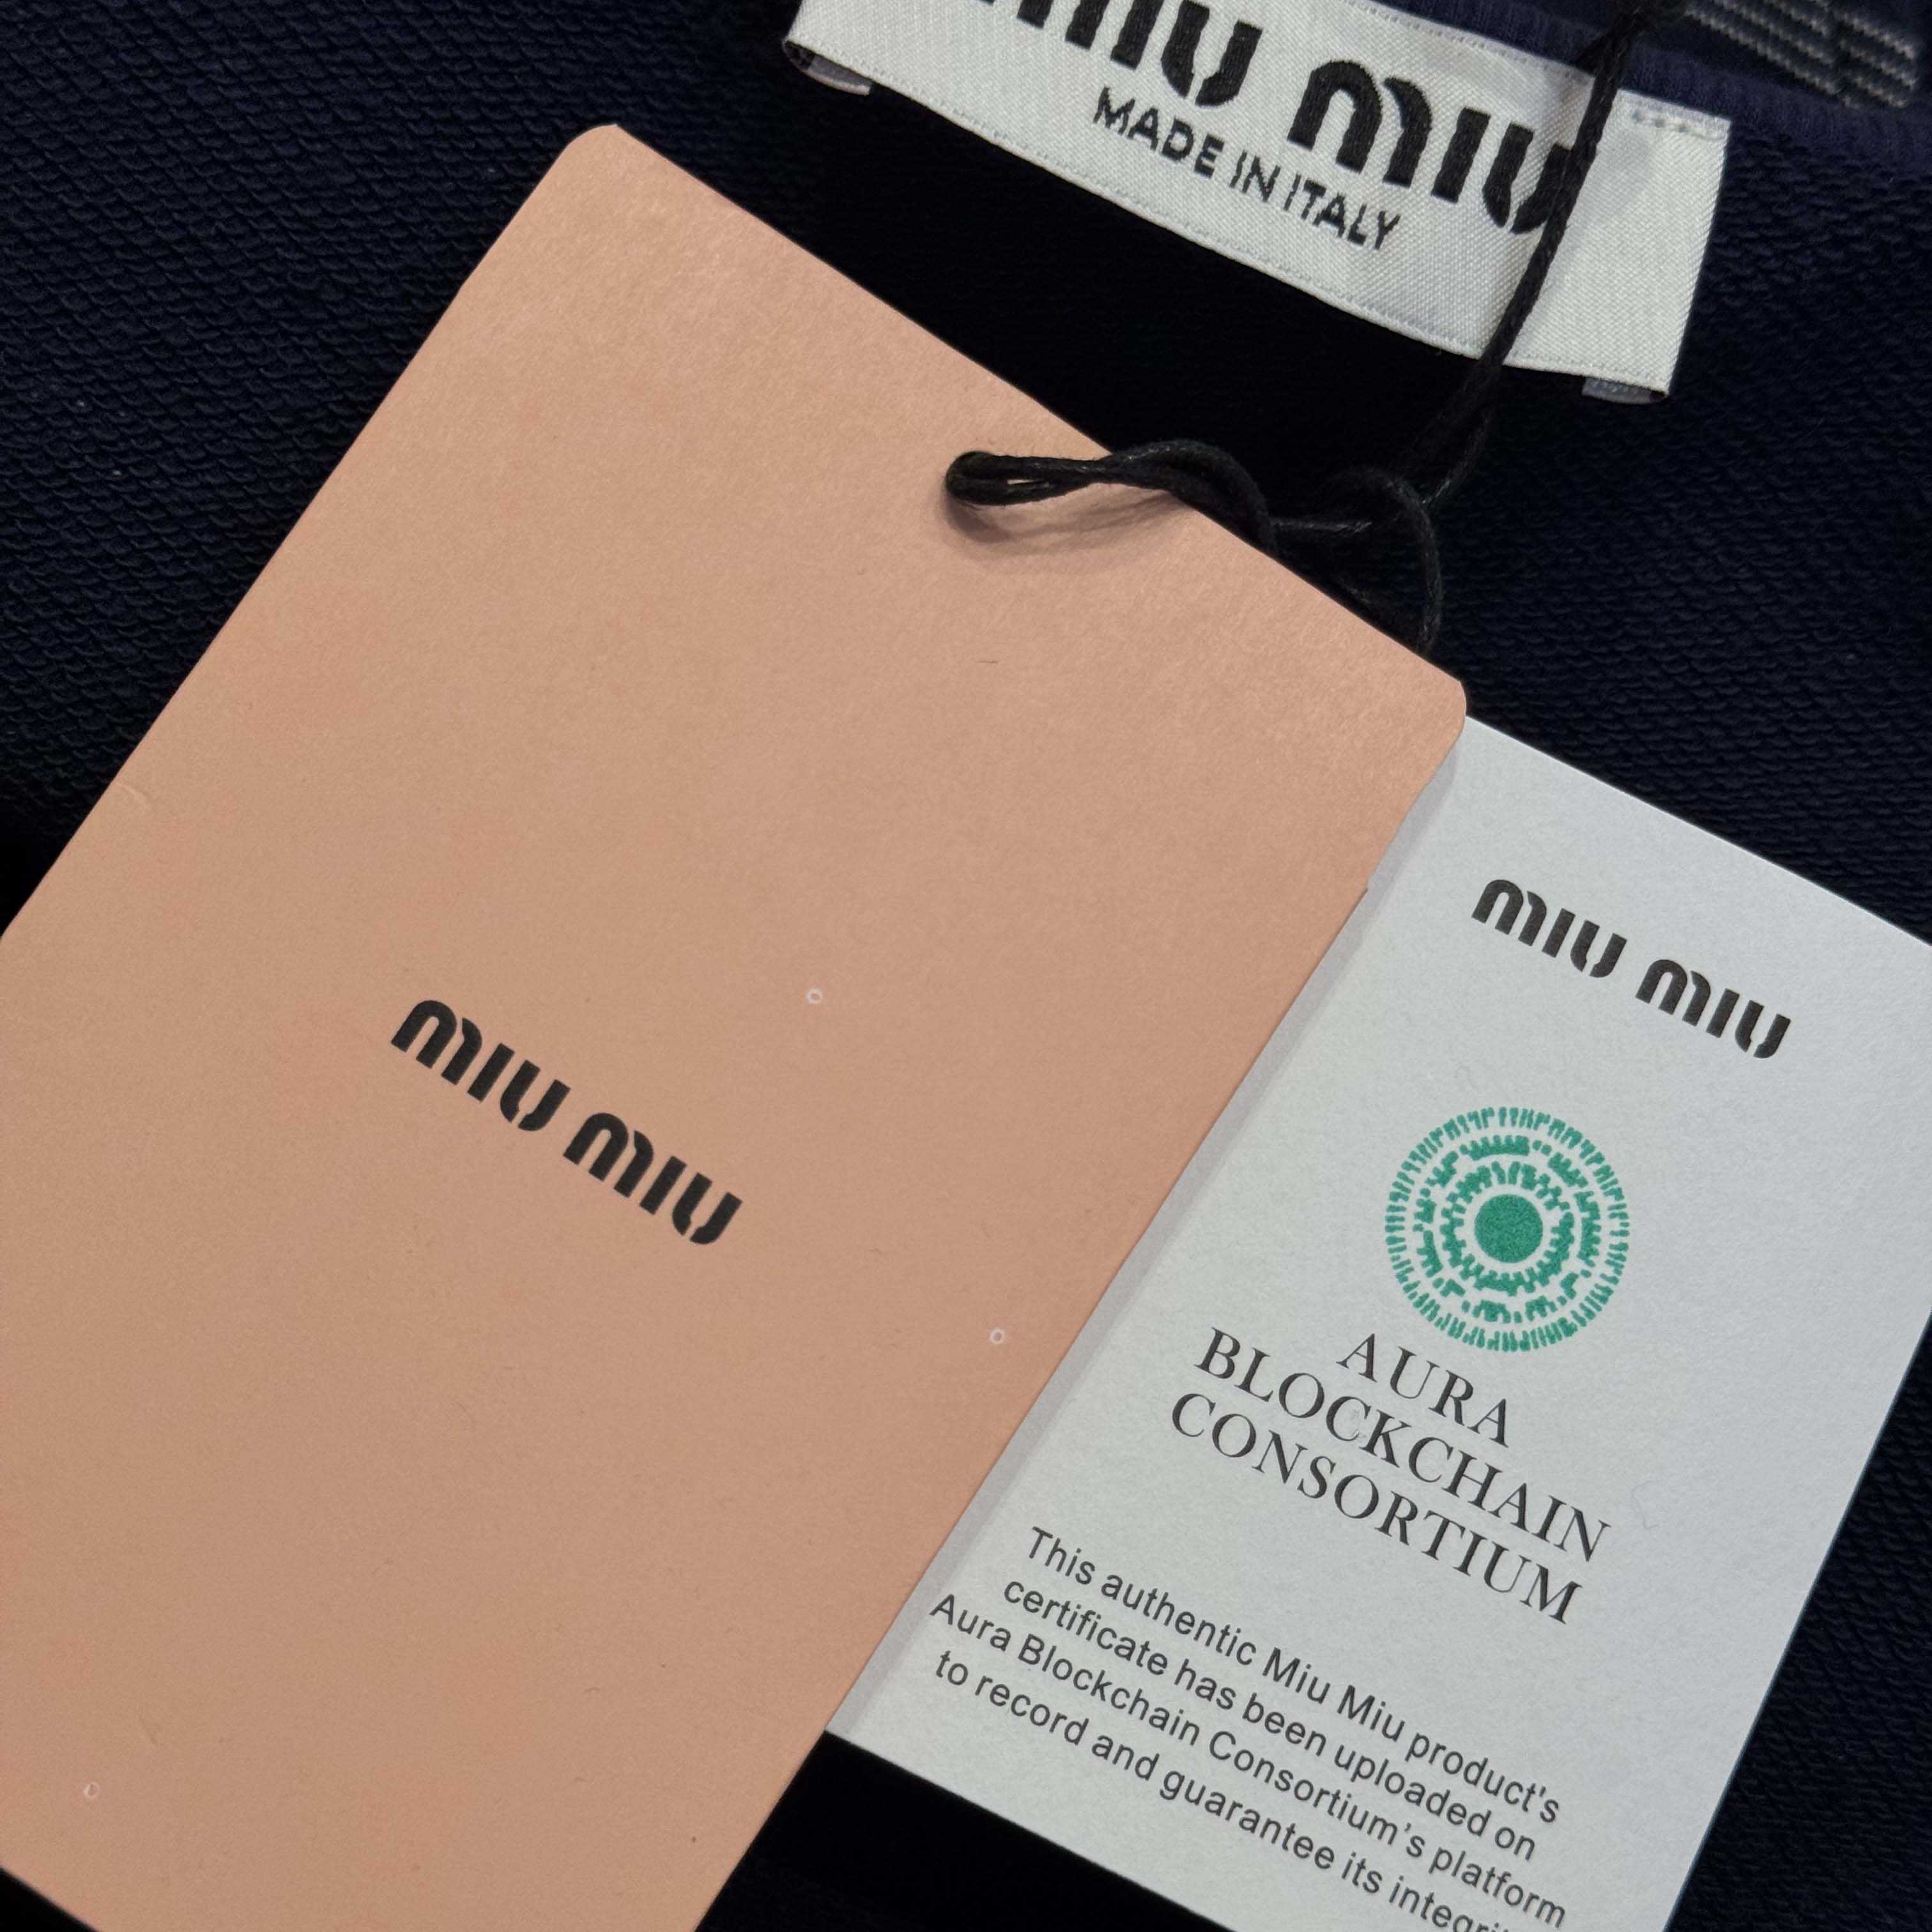 MIU MIU
MADE IN ITALY
MIU MIU
MIU MIU
AURA
BLOCKCHAIN
CONSORTIUM
This authentic Miu Miu product's
certificate has been uploaded on
Aura Blockchain Consortium's platform
to record and guarantee its